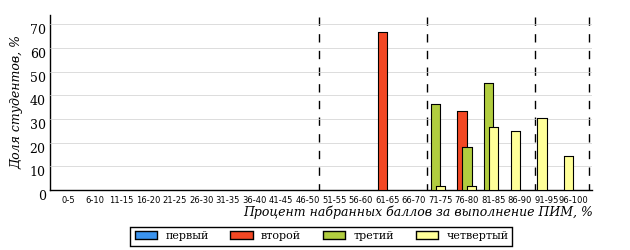 70
60
50
40
30
20
10
0
Доля студентов, %
0-5 6-10 11-15 16-20 21-25 26-30 31-35 36-40 41-45 46-50 51-55 56-60 61-65 66-70 71-75 76-80 81-85 86-90 91-95 96-100
Процент набранных баллов за выполнение ПИМ, %
первый второй третий четвертый